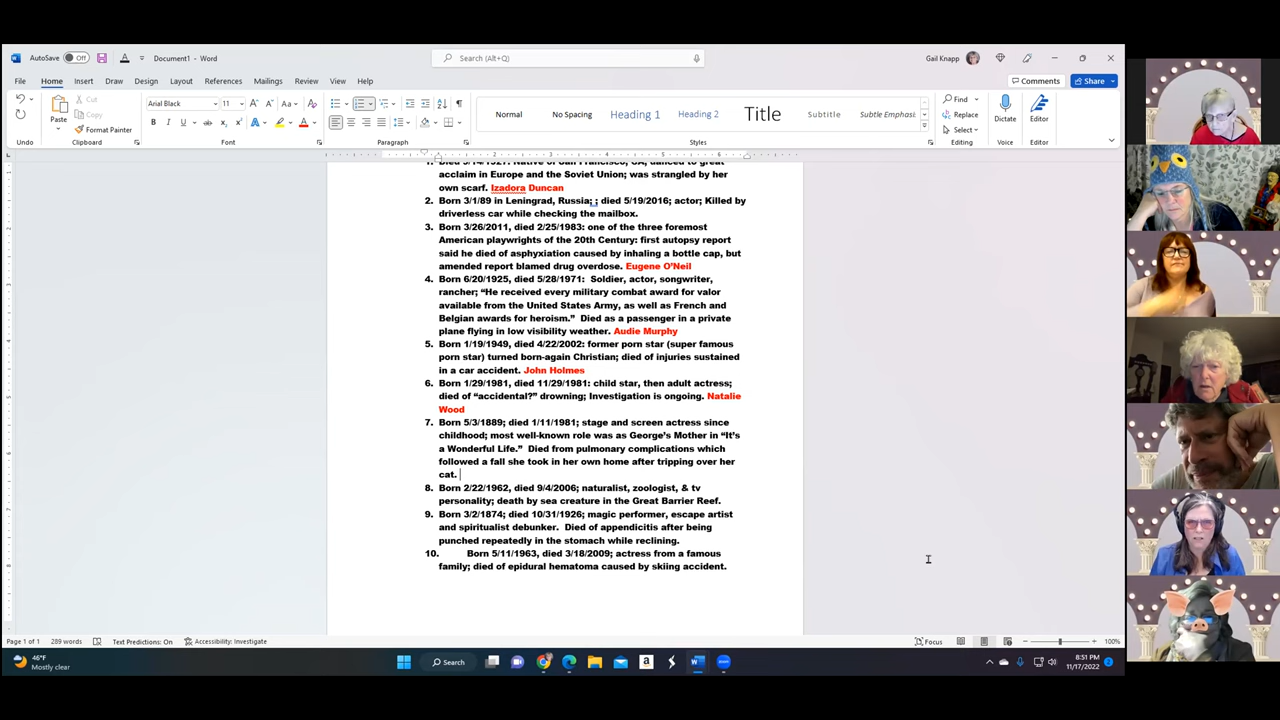 AutoSave Off Document1 - Word Search (Alt+Q) Gail Knapp
File Home Insert Draw Design Layout References Mailings Review View Help Comments Share
Undo Paste Cut Copy Format Painter Clipboard
Arial Black 11 Font
Paragraph
Normal No Spacing Heading 1 Heading 2 Title Subtitle Subtle Emphasis Styles
Find Replace Select Editing
Dictate Voice
Editor Editor
acclaim in Europe and the Soviet Union; was strangled by her
own scarf. Izadora Duncan
2. Born 3/1/89 in Leningrad, Russia; ; died 5/19/2016; actor; Killed by
driverless car while checking the mailbox.
3. Born 3/26/2011, died 2/25/1983: one of the three foremost
American playwrights of the 20th Century: first autopsy report
said he died of asphyxiation caused by inhaling a bottle cap, but
amended report blamed drug overdose. Eugene O'Neil
4. Born 6/20/1925, died 5/28/1971: Soldier, actor, songwriter,
rancher; “He received every military combat award for valor
available from the United States Army, as well as French and
Belgian awards for heroism.” Died as a passenger in a private
plane flying in low visibility weather. Audie Murphy
5. Born 1/19/1949, died 4/22/2002: former porn star (super famous
porn star) turned born-again Christian; died of injuries sustained
in a car accident. John Holmes
6. Born 1/29/1981, died 11/29/1981: child star, then adult actress;
died of “accidental?” drowning; Investigation is ongoing. Natalie
Wood
7. Born 5/3/1889; died 1/11/1981; stage and screen actress since
childhood; most well-known role was as George's Mother in “It's
a Wonderful Life.” Died from pulmonary complications which
followed a fall she took in her own home after tripping over her
cat.
8. Born 2/22/1962, died 9/4/2006; naturalist, zoologist, & tv
personality; death by sea creature in the Great Barrier Reef.
9. Born 3/2/1874; died 10/31/1926; magic performer, escape artist
and spiritualist debunker. Died of appendicitis after being
punched repeatedly in the stomach while reclining.
10. Born 5/11/1963, died 3/18/2009; actress from a famous
family; died of epidural hematoma caused by skiing accident.
Page 1 of 1 289 words Text Predictions: On Accessibility: Investigate Focus 100%
46°F
Mostly clear
Search
8:51 PM
11/17/2022